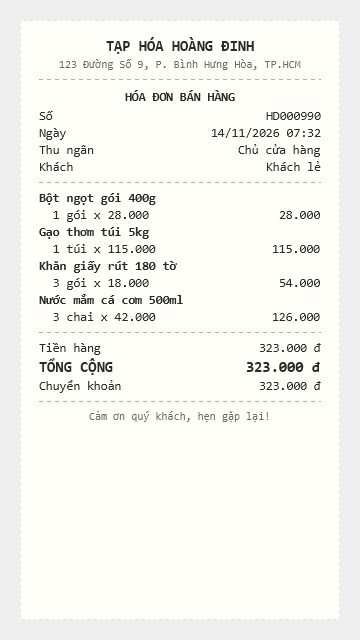 TẠP HÓA HOÀNG ĐINH
123 Đường Số 9, P. Bình Hưng Hòa, TP.HCM
HÓA ĐƠN BÁN HÀNG
Số HD000990
Ngày 14/11/2026 07:32
Thu ngân Chủ cửa hàng
Khách Khách lẻ
Bột ngọt gói 400g
1 gói x 28.000 28.000
Gạo thơm túi 5kg
1 túi x 115.000 115.000
Khăn giấy rút 180 tờ
3 gói x 18.000 54.000
Nước mắm cá cơm 500ml
3 chai x 42.000 126.000
Tiền hàng 323.000 đ
TỔNG CỘNG 323.000 đ
Chuyển khoản 323.000 đ
Cảm ơn quý khách, hẹn gặp lại!